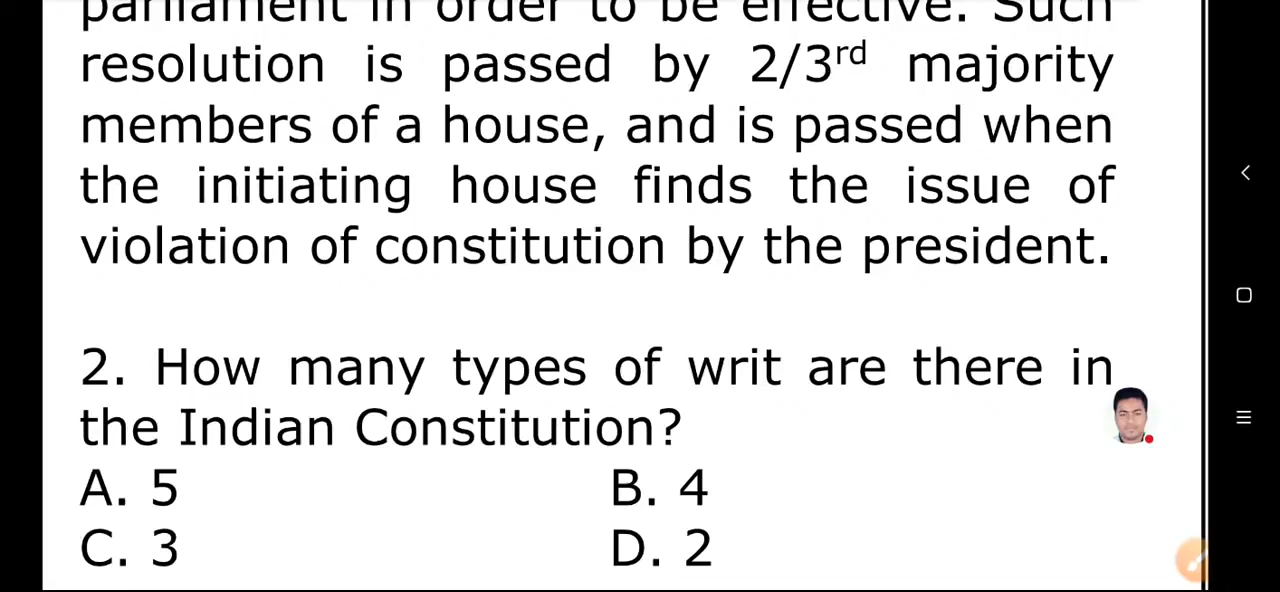 parliament in order to be effective. Such
resolution is passed by 2/3rd majority
members of a house, and is passed when
the initiating house finds the issue of
violation of constitution by the president.
2. How many types of writ are there in
the Indian Constitution?
A. 5 B. 4
C. 3 D. 2